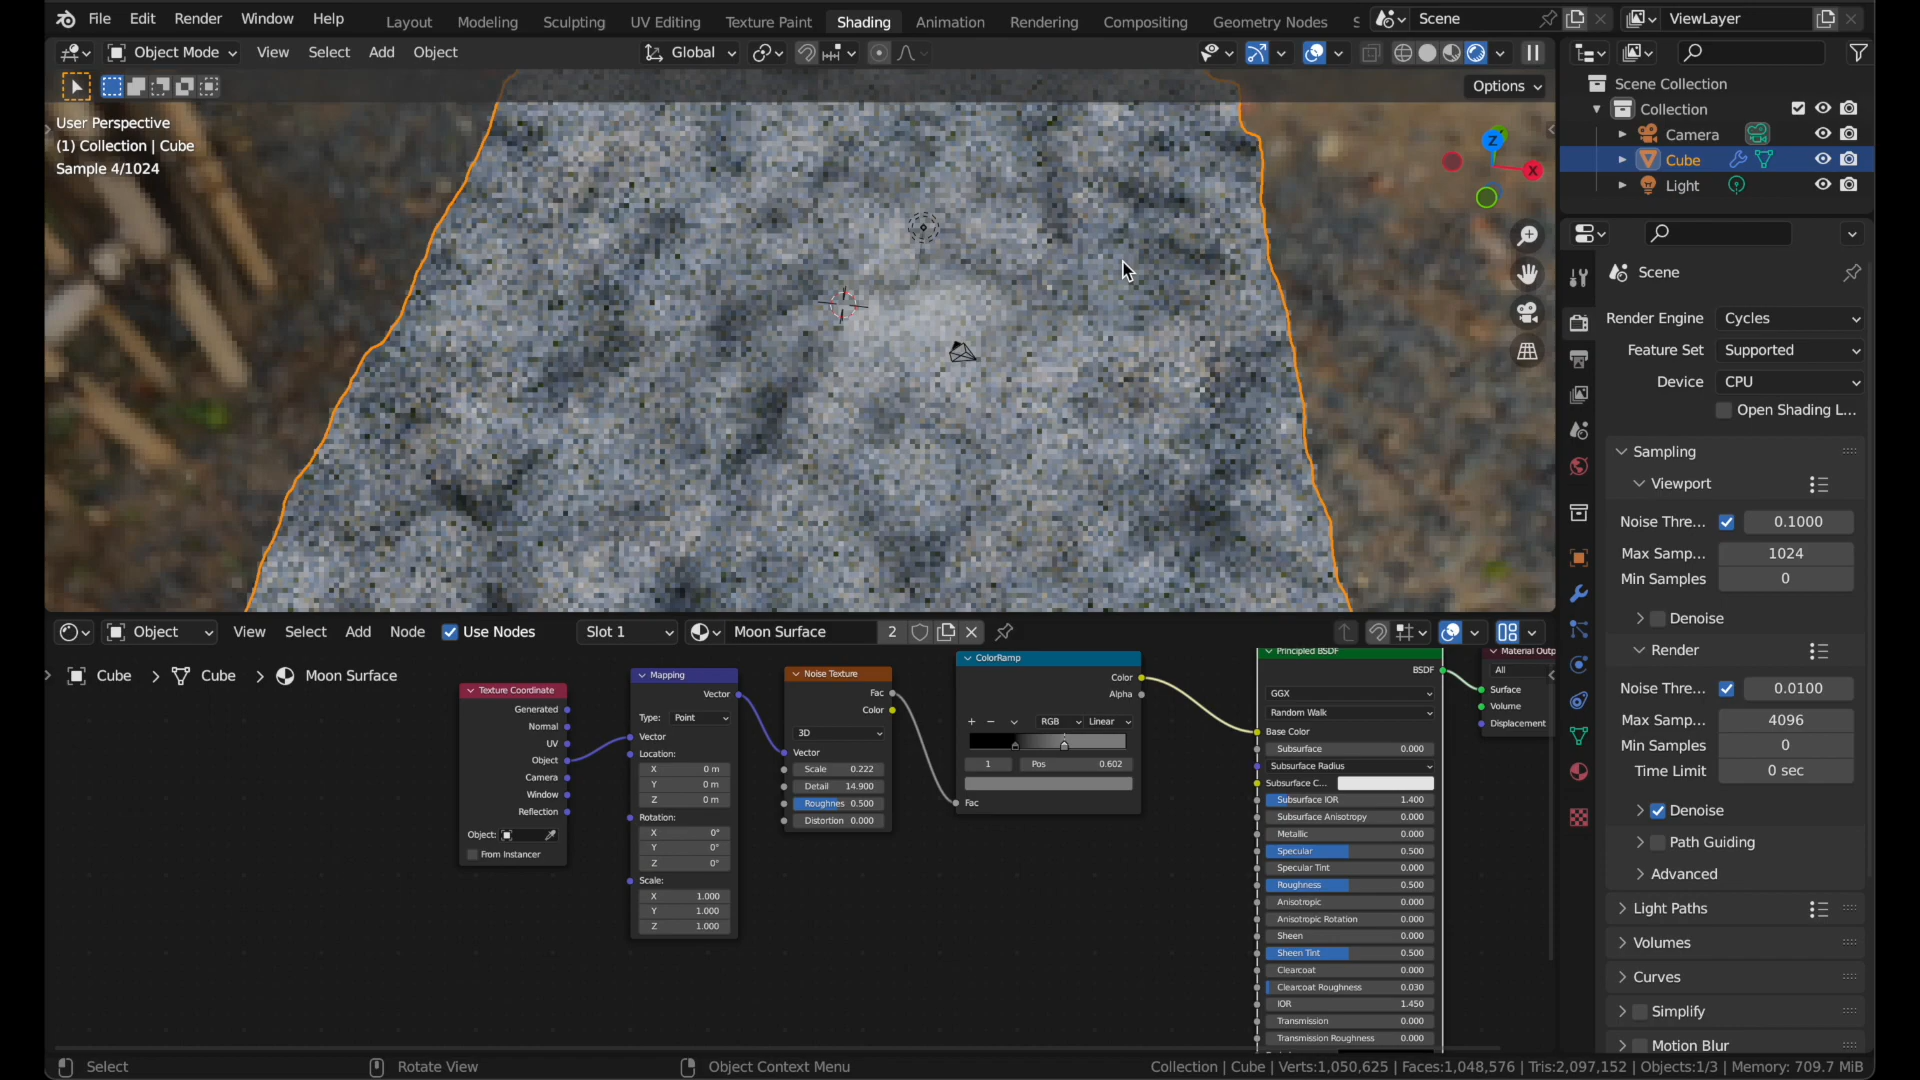 File Edit Render Window Help
Layout Modeling Sculpting UV Editing Texture Paint Shading Animation Rendering Compositing Geometry Nodes
Scene
ViewLayer
Object Mode View Select Add Object
Global
Options
User Perspective
(1) Collection | Cube
Sample 4/1024
Z
X
Scene Collection
Collection
Camera
Cube
Light
Scene
Render Engine Cycles
Feature Set Supported
Device CPU
Open Shading L...
Sampling
Viewport
Noise Thre... 0.1000
Max Samp... 1024
Min Samples 0
Denoise
Render
Noise Thre... 0.0100
Max Samp... 4096
Min Samples 0
Time Limit 0 sec
Denoise
Path Guiding
Advanced
Light Paths
Volumes
Curves
Simplify
Motion Blur
Object View Select Add Node Use Nodes Slot 1 Moon Surface 2
Cube > Cube > Moon Surface
Texture Coordinate
Generated
Normal
UV
Object
Camera
Window
Reflection
Object:
From Instancer
Mapping
Vector
Type: Point
Vector
Location:
X 0 m
Y 0 m
Z 0 m
Rotation:
X 0°
Y 0°
Z 0°
Scale:
X 1.000
Y 1.000
Z 1.000
Noise Texture
Fac
Color
3D
Vector
Scale 0.222
Detail 14.900
Roughnes 0.500
Distortion 0.000
ColorRamp
Color
Alpha
RGB Linear
1 Pos 0.602
Fac
Principled BSDF
BSDF
GGX
Random Walk
Base Color
Subsurface 0.000
Subsurface Radius
Subsurface C...
Subsurface IOR 1.400
Subsurface Anisotropy 0.000
Metallic 0.000
Specular 0.500
Specular Tint 0.000
Roughness 0.500
Anisotropic 0.000
Anisotropic Rotation 0.000
Sheen 0.000
Sheen Tint 0.500
Clearcoat 0.000
Clearcoat Roughness 0.030
IOR 1.450
Transmission 0.000
Transmission Roughness 0.000
Material Outp
All
Surface
Volume
Displacement
Select Rotate View Object Context Menu
Collection | Cube | Verts:1,050,625 | Faces:1,048,576 | Tris:2,097,152 | Objects:1/3 | Memory: 709.7 MiB